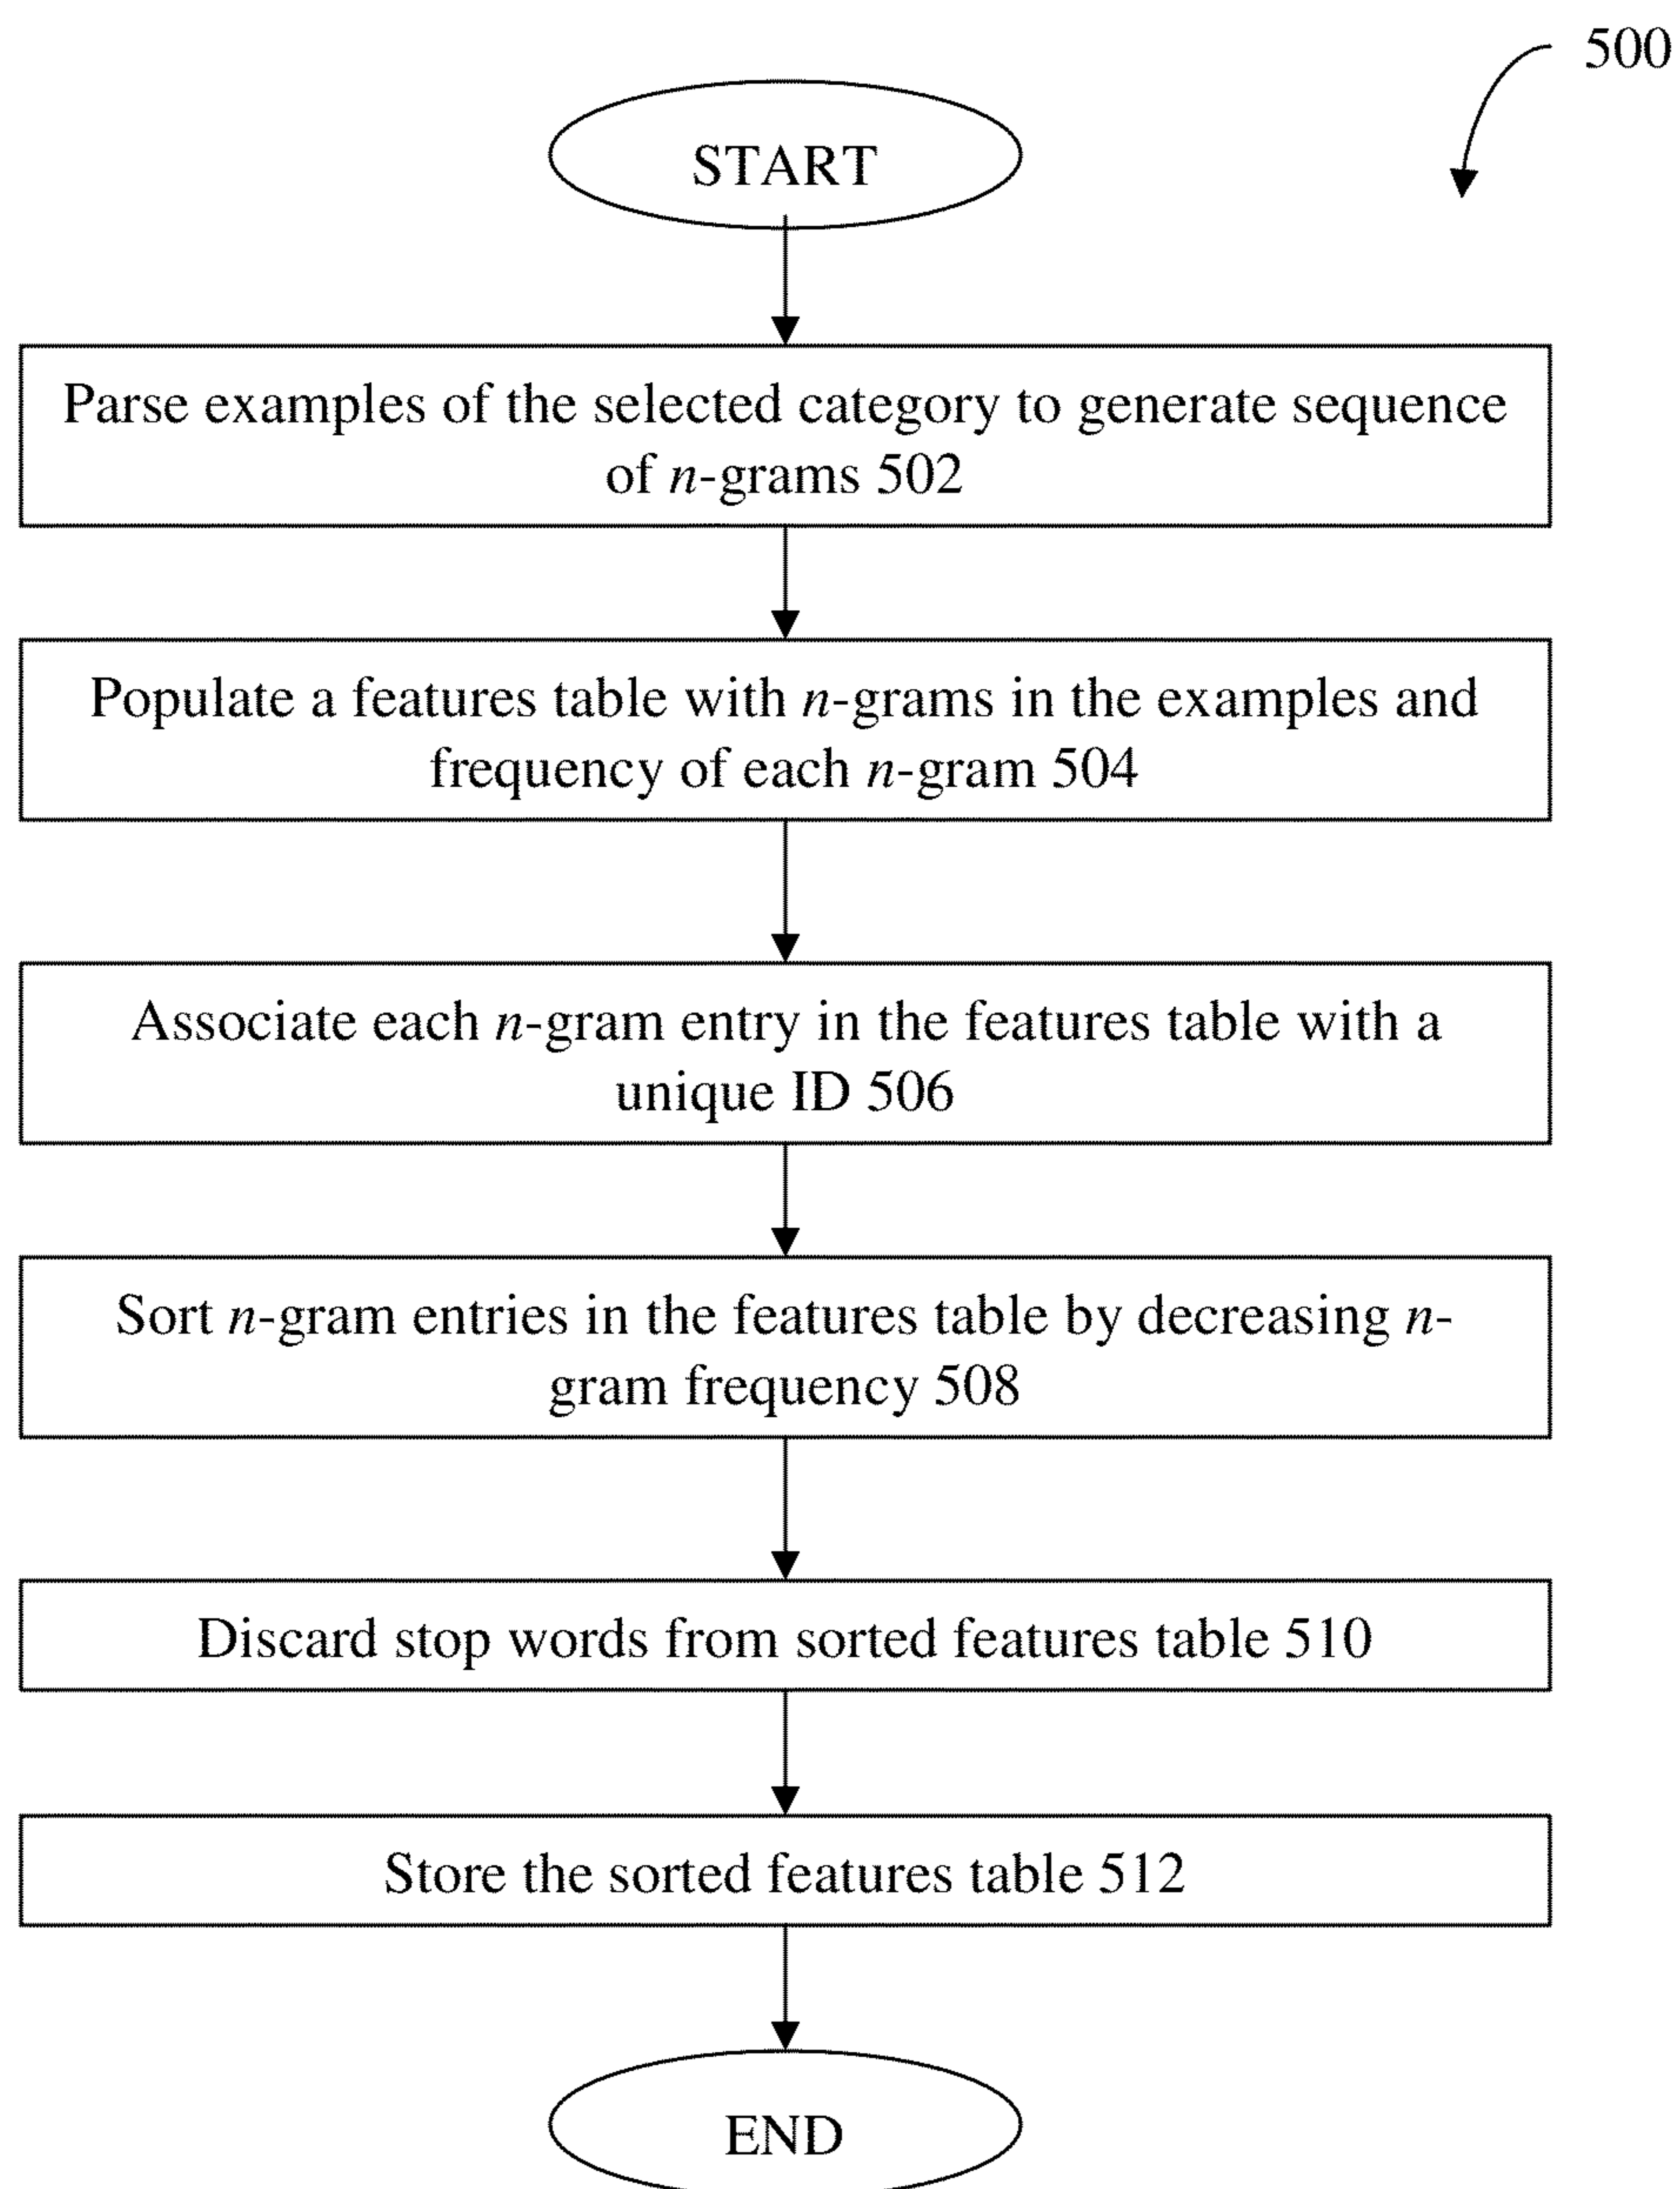 500
START
Parse examples of the selected category to generate sequence
of n-grams 502
Populate a features table with n-grams in the examples and
frequency of each n-gram 504
Associate each n-gram entry in the features table with a
unique ID 506
Sort n-gram entries in the features table by decreasing n-
gram frequency 508
Discard stop words from sorted features table 510
Store the sorted features table 512
END